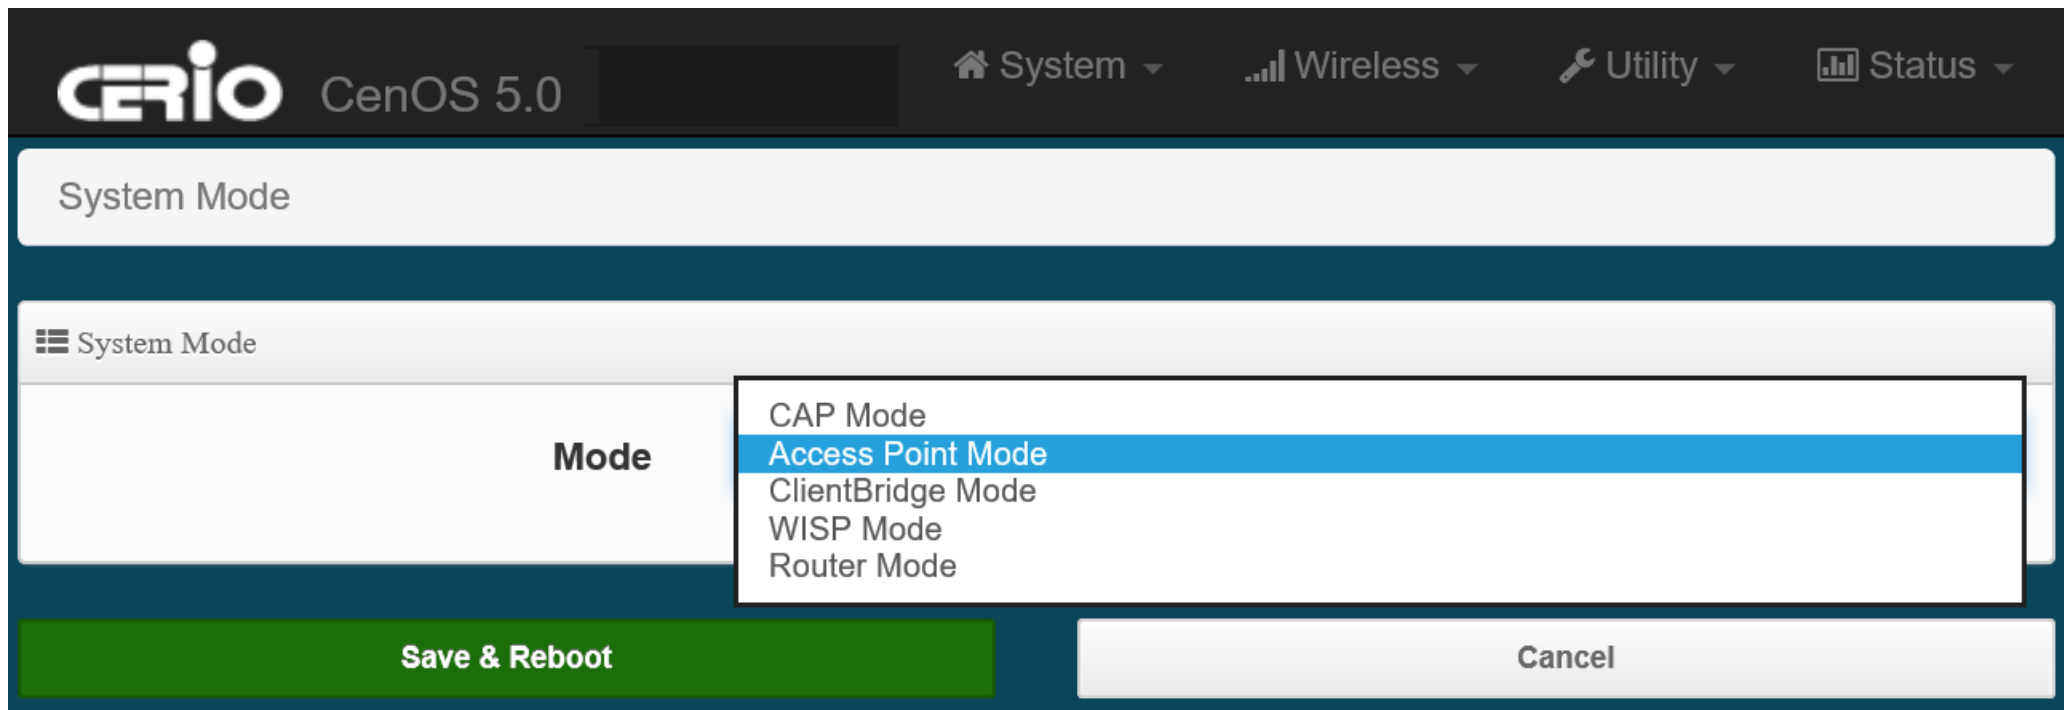 CERIO CenOS 5.0 System Wireless Utility Status
System Mode
System Mode
Mode
CAP Mode
Access Point Mode
ClientBridge Mode
WISP Mode
Router Mode
Save & Reboot Cancel